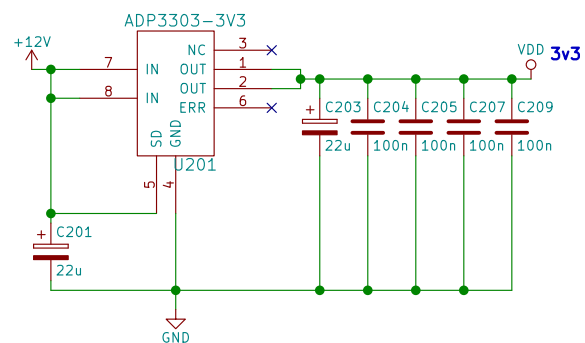 ADP3303-3V3
+12V
VDD
3v3
7
IN
NC
3
OUT
1
8
IN
OUT
2
ERR
6
SD
GND
5
4
U201
+
C201
22u
+
C203
22u
C204
100n
C205
100n
C207
100n
C209
100n
GND